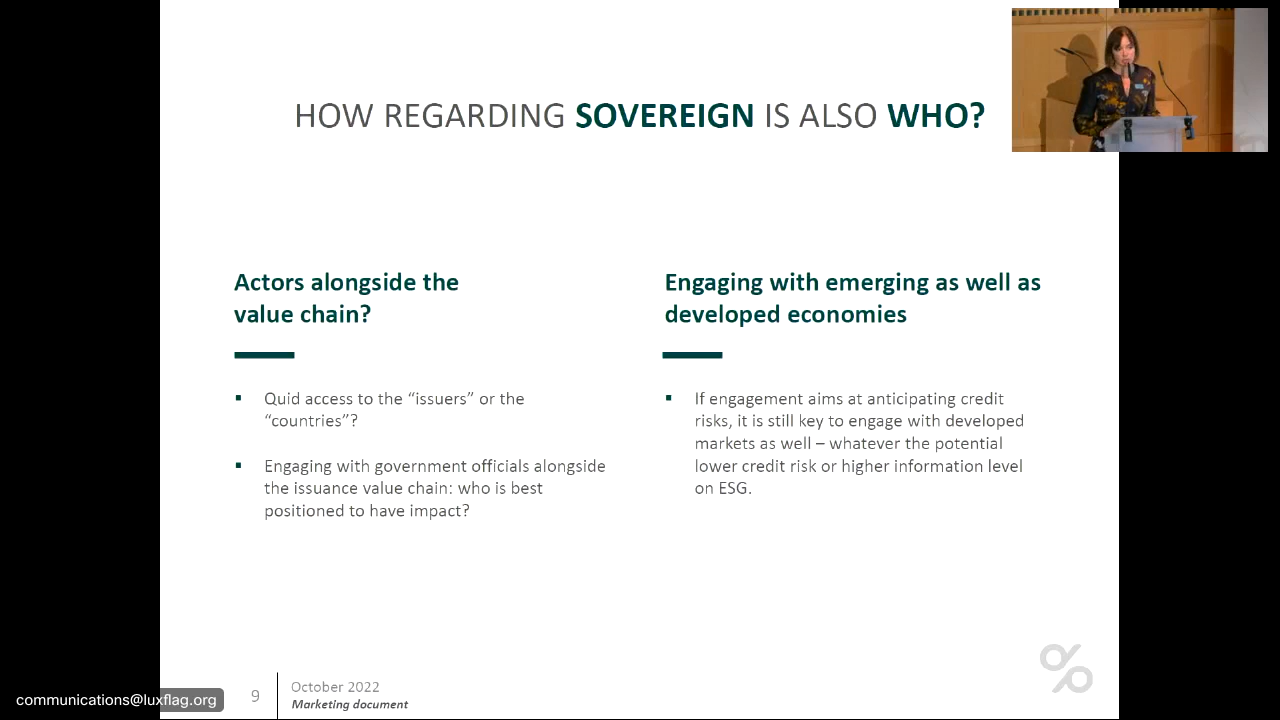 HOW REGARDING SOVEREIGN IS ALSO WHO?
Actors alongside the
value chain?
▪ Quid access to the “issuers” or the
“countries”?
▪ Engaging with government officials alongside
the issuance value chain: who is best
positioned to have impact?
Engaging with emerging as well as
developed economies
▪ If engagement aims at anticipating credit
risks, it is still key to engage with developed
markets as well – whatever the potential
lower credit risk or higher information level
on ESG.
communications@luxflag.org
9
October 2022
Marketing document